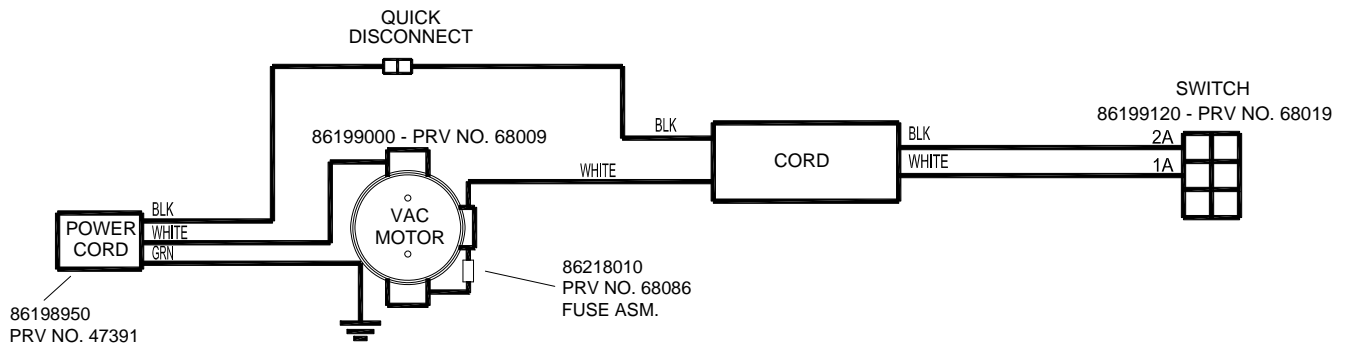 QUICK
DISCONNECT
SWITCH
86199120 - PRV NO. 68019
86199000 - PRV NO. 68009
BLK
BLK
2A
CORD
WHITE
WHITE
1A
BLK
POWER
CORD
WHITE
GRN
VAC
MOTOR
86218010
PRV NO. 68086
FUSE ASM.
86198950
PRV NO. 47391